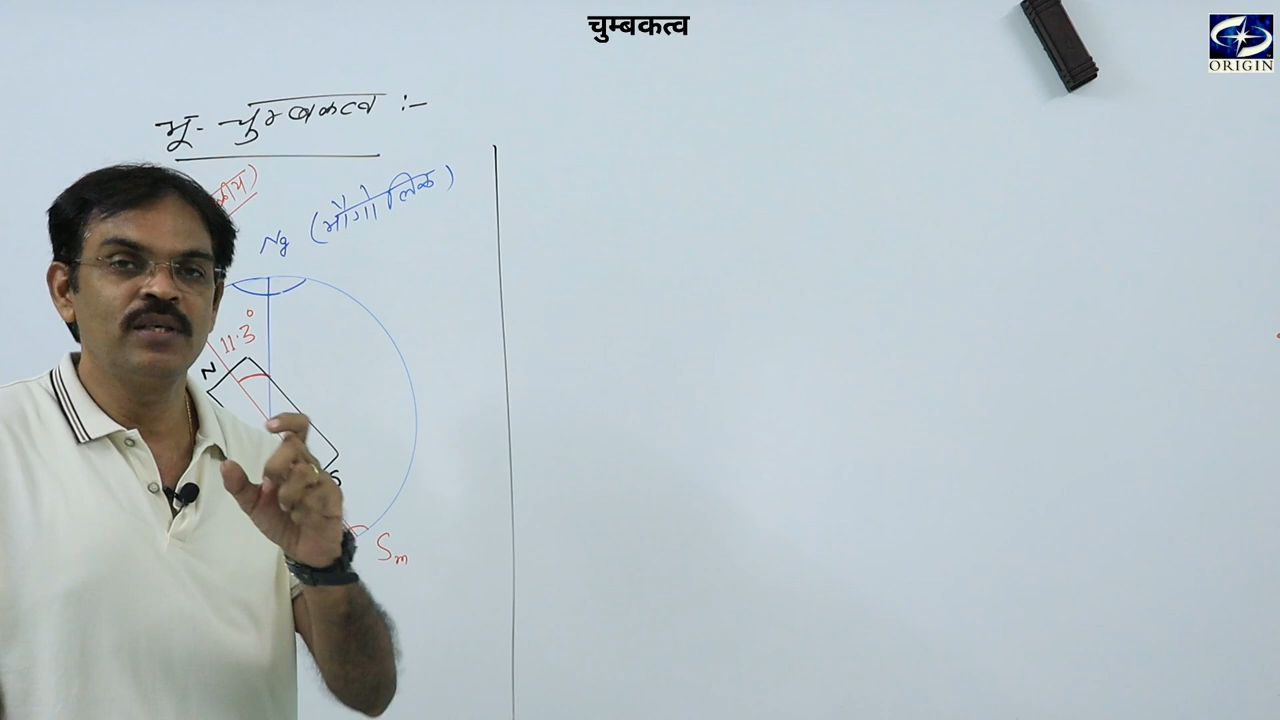 चुम्बकत्व
ORIGIN
भू- चुम्बकत्व :-
Ng (भौगोलिक)
11.3°
N
S
Sm